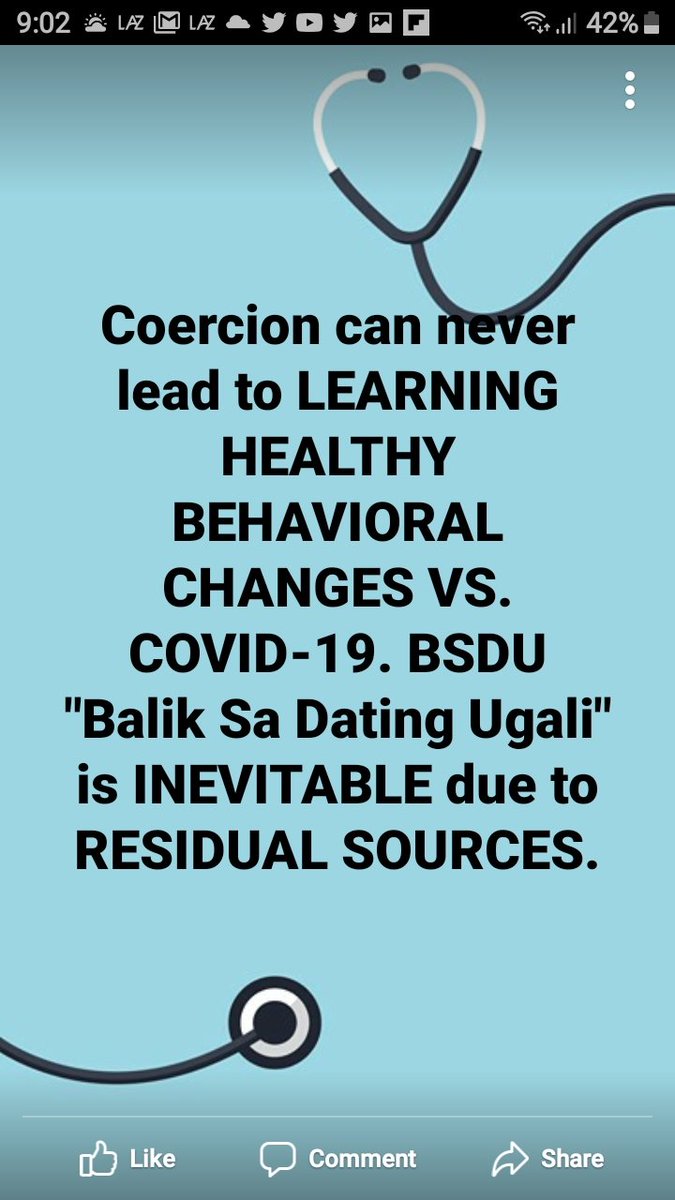 9:02 LAZ LAZ 42%
Coercion can never
lead to LEARNING
HEALTHY
BEHAVIORAL
CHANGES VS.
COVID-19. BSDU
"Balik Sa Dating Ugali"
is INEVITABLE due to
RESIDUAL SOURCES.
Like Comment Share